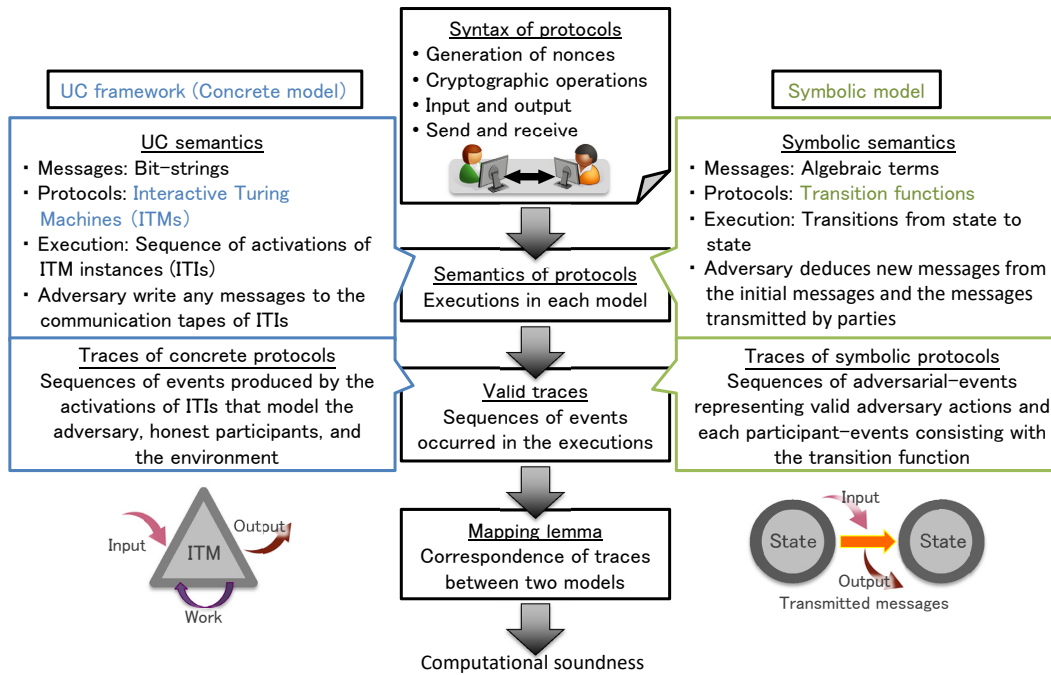 Syntax of protocols
・Generation of nonces
・Cryptographic operations
・Input and output
・Send and receive
UC framework (Concrete model)
UC semantics
・Messages: Bit-strings
・Protocols: Interactive Turing
Machines (ITMs)
・Execution: Sequence of activations of
ITM instances (ITIs)
・Adversary write any messages to the
communication tapes of ITIs
Traces of concrete protocols
Sequences of events produced by the
activations of ITIs that model the
adversary, honest participants, and
the environment
Input
ITM
Output
Work
Semantics of protocols
Executions in each model
Valid traces
Sequences of events
occurred in the executions
Mapping lemma
Correspondence of traces
between two models
Computational soundness
Symbolic model
Symbolic semantics
・Messages: Algebraic terms
・Protocols: Transition functions
・Execution: Transitions from state to
state
・Adversary deduces new messages from
the initial messages and the messages
transmitted by parties
Traces of symbolic protocols
Sequences of adversarial-events
representing valid adversary actions and
each participant-events consisting with
the transition function
Input
State
State
Output
Transmitted messages